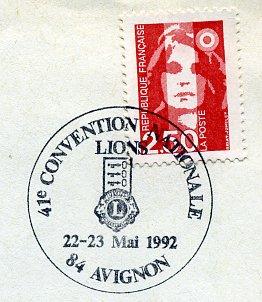 RÉPUBLIQUE FRANÇAISE
2,50
LA POSTE
41e CONVENTION NATIONALE
LIONS
L
22-23 Mai 1992
84 AVIGNON